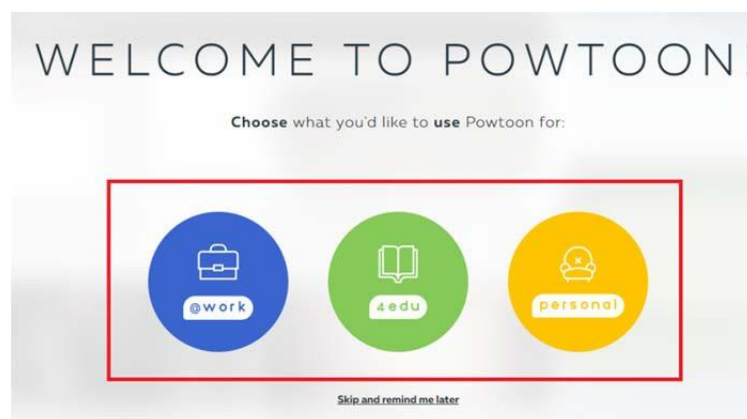 WELCOME TO POWTOON!
Choose what you'd like to use Powtoon for:
@work 4edu personal
Skip and remind me later